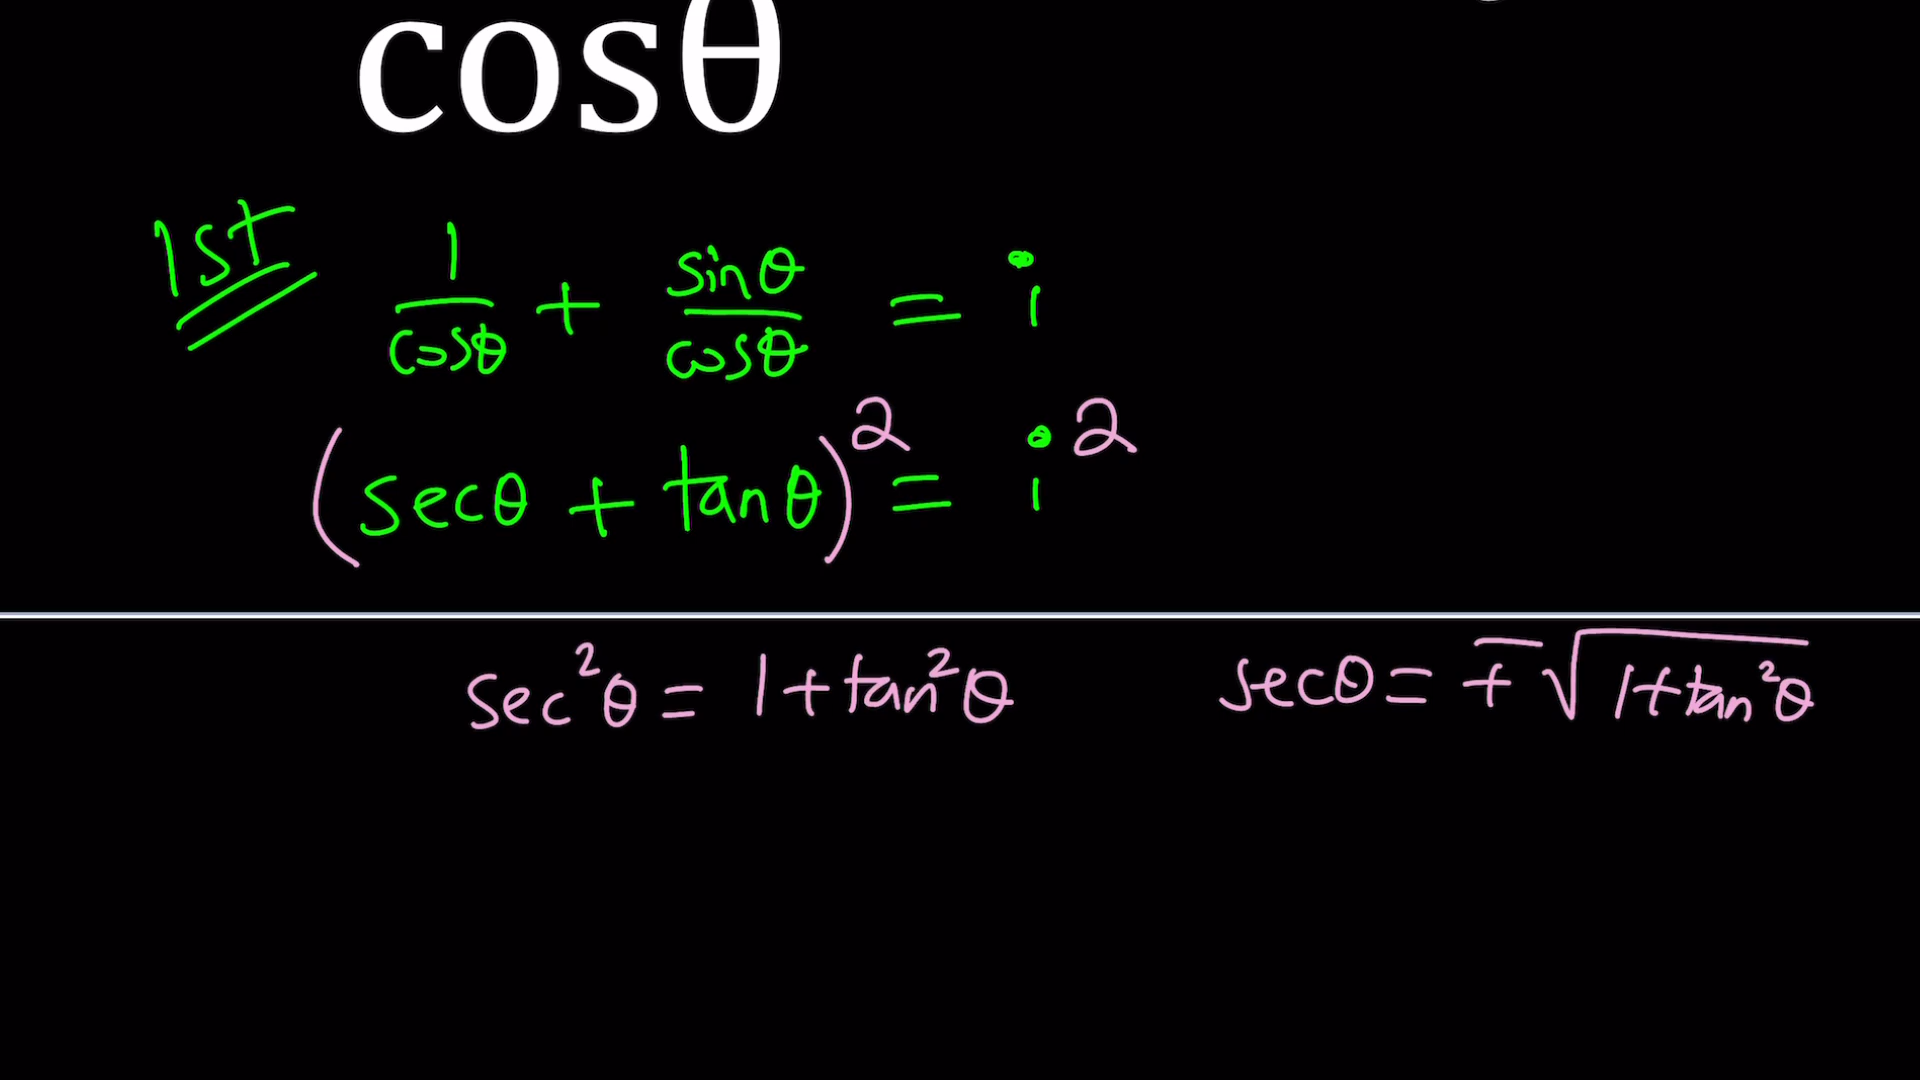 cosθ
1st 1/cosθ + sinθ/cosθ = i
(secθ + tanθ)² = i²
sec²θ = 1+tan²θ secθ = ∓√(1+tan²θ)